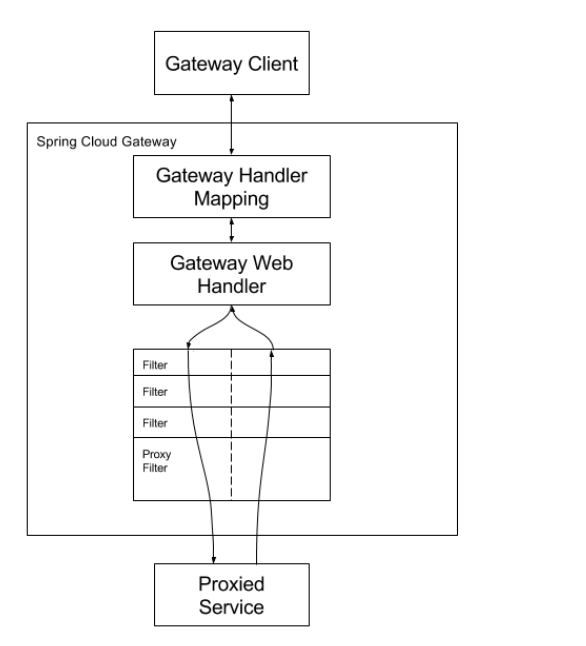 Gateway Client
Spring Cloud Gateway
Gateway Handler
Mapping
Gateway Web
Handler
Filter
Filter
Filter
Proxy
Filter
Proxied
Service